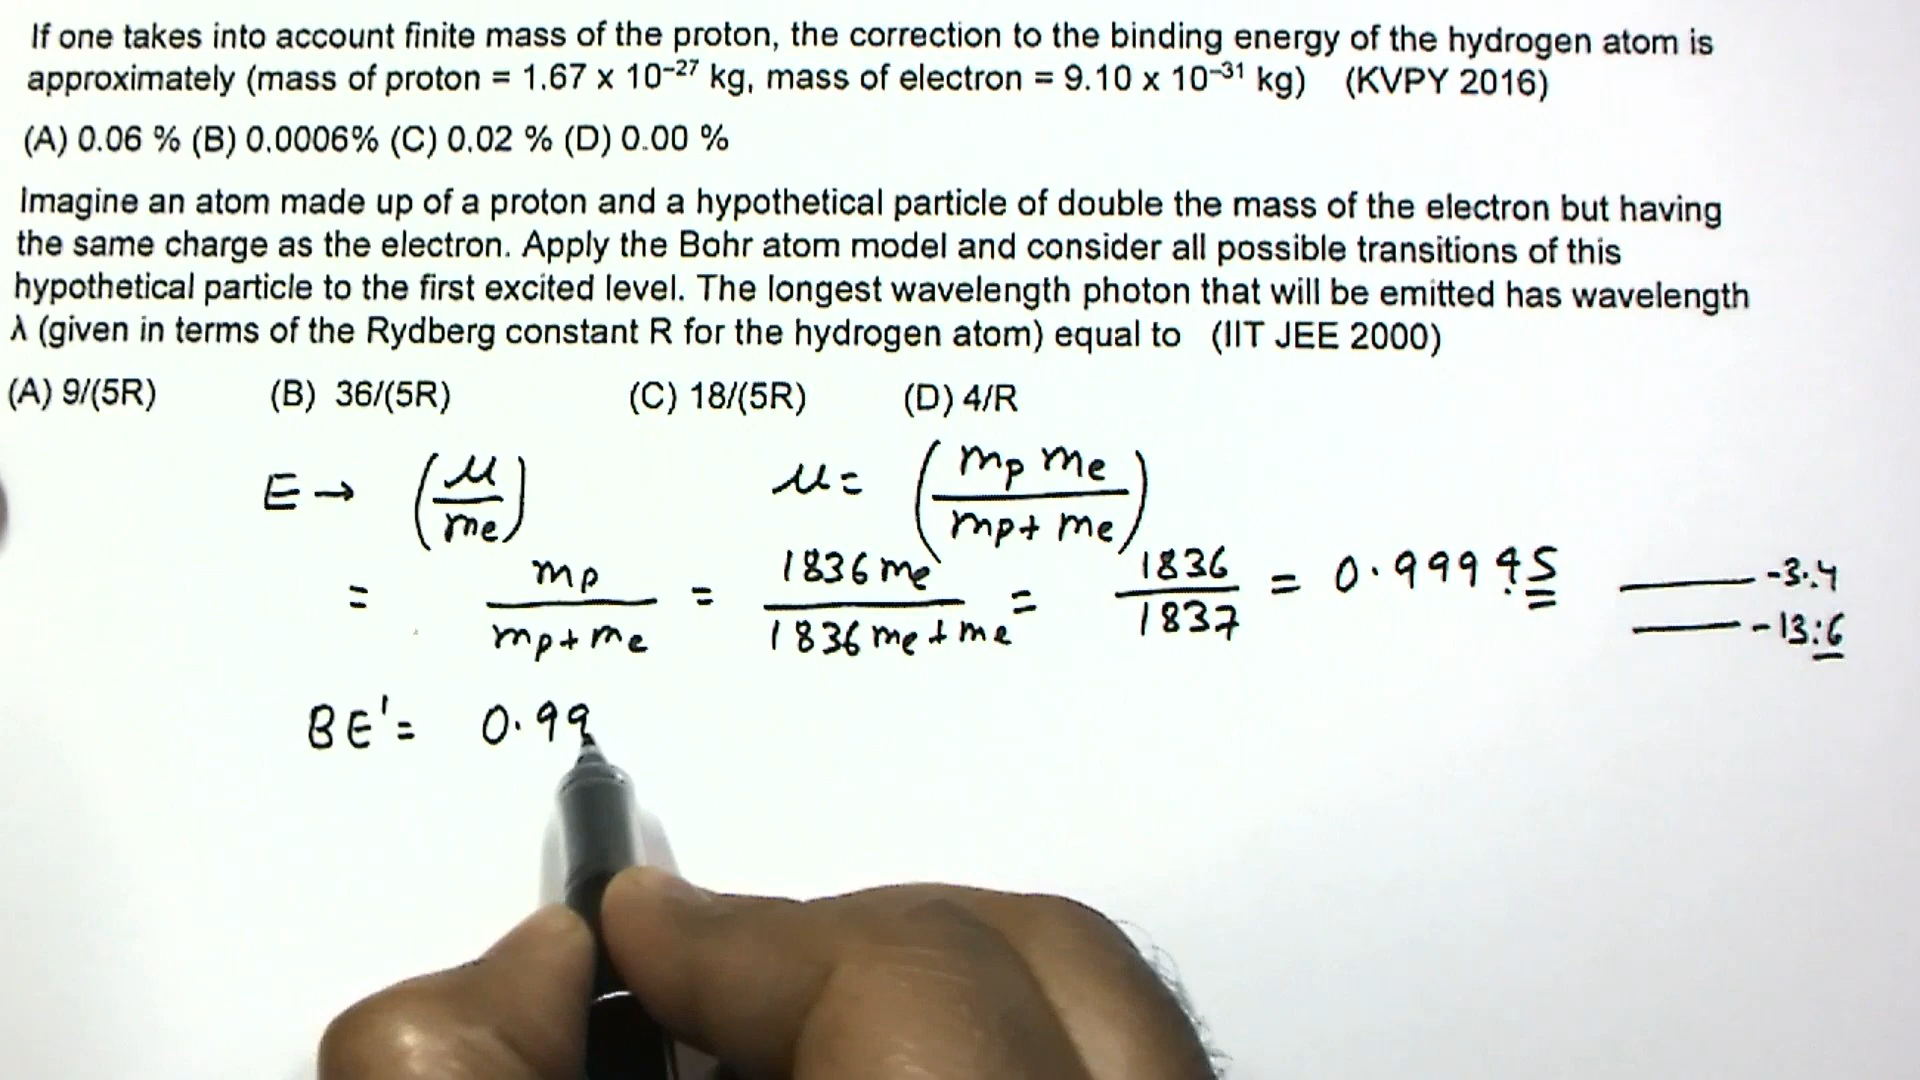 If one takes into account finite mass of the proton, the correction to the binding energy of the hydrogen atom is
approximately (mass of proton = 1.67 x 10⁻²⁷ kg, mass of electron = 9.10 x 10⁻³¹ kg) (KVPY 2016)
(A) 0.06 % (B) 0.0006% (C) 0.02 % (D) 0.00 %
Imagine an atom made up of a proton and a hypothetical particle of double the mass of the electron but having
the same charge as the electron. Apply the Bohr atom model and consider all possible transitions of this
hypothetical particle to the first excited level. The longest wavelength photon that will be emitted has wavelength
λ (given in terms of the Rydberg constant R for the hydrogen atom) equal to (IIT JEE 2000)
(A) 9/(5R) (B) 36/(5R) (C) 18/(5R) (D) 4/R
E → (μ/me) μ = (mp me/mp + me)
= mp/mp + me = 1836 me/1836 me + me = 1836/1837 = 0.99945
-3.4
-13.6
BE' = 0.99